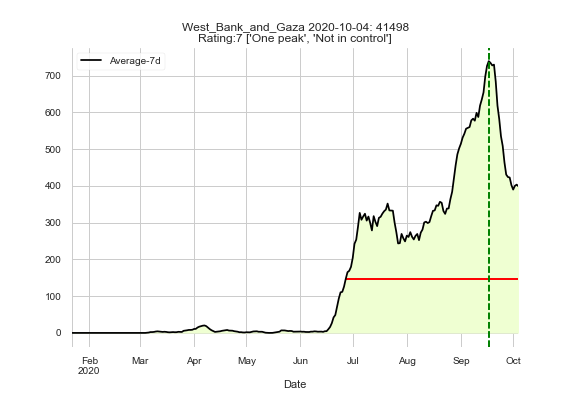 West_Bank_and_Gaza 2020-10-04: 41498
Rating:7 ['One peak', 'Not in control']
Average-7d
700
600
500
400
300
200
100
0
Feb Mar Apr May Jun Jul Aug Sep Oct
2020
Date